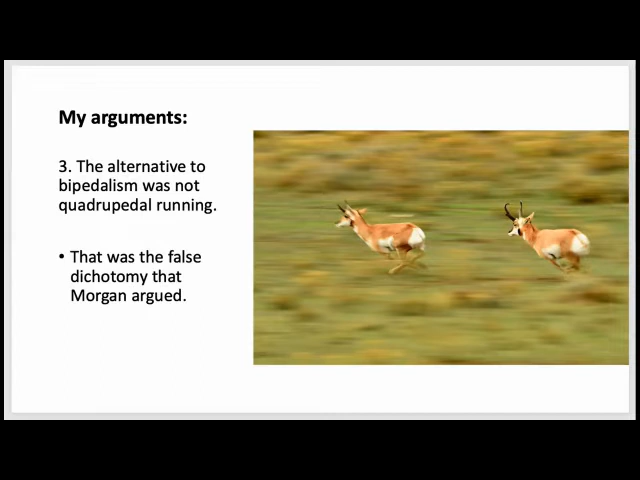 My arguments:
3. The alternative to
bipedalism was not
quadrupedal running.
• That was the false
dichotomy that
Morgan argued.